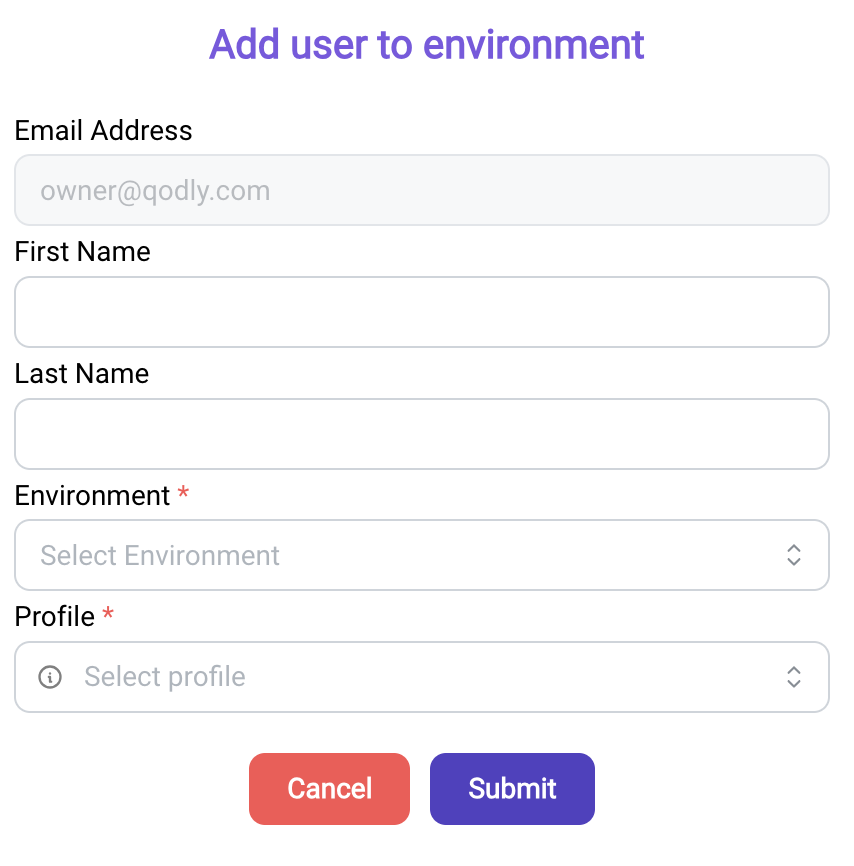 Add user to environment
Email Address
owner@qodly.com
First Name
Last Name
Environment *
Select Environment
Profile *
Select profile
Cancel
Submit